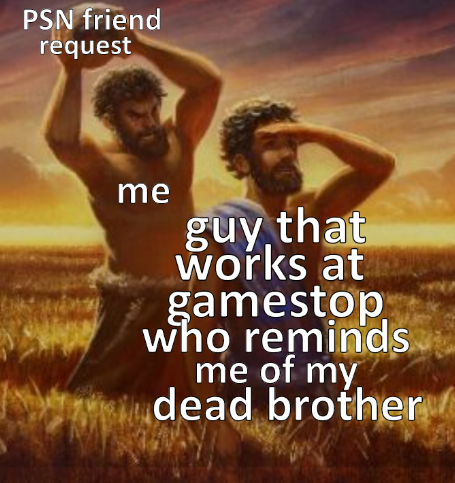 PSN friend
request
me
guy that
works at
gamestop
who reminds
me of my
dead brother